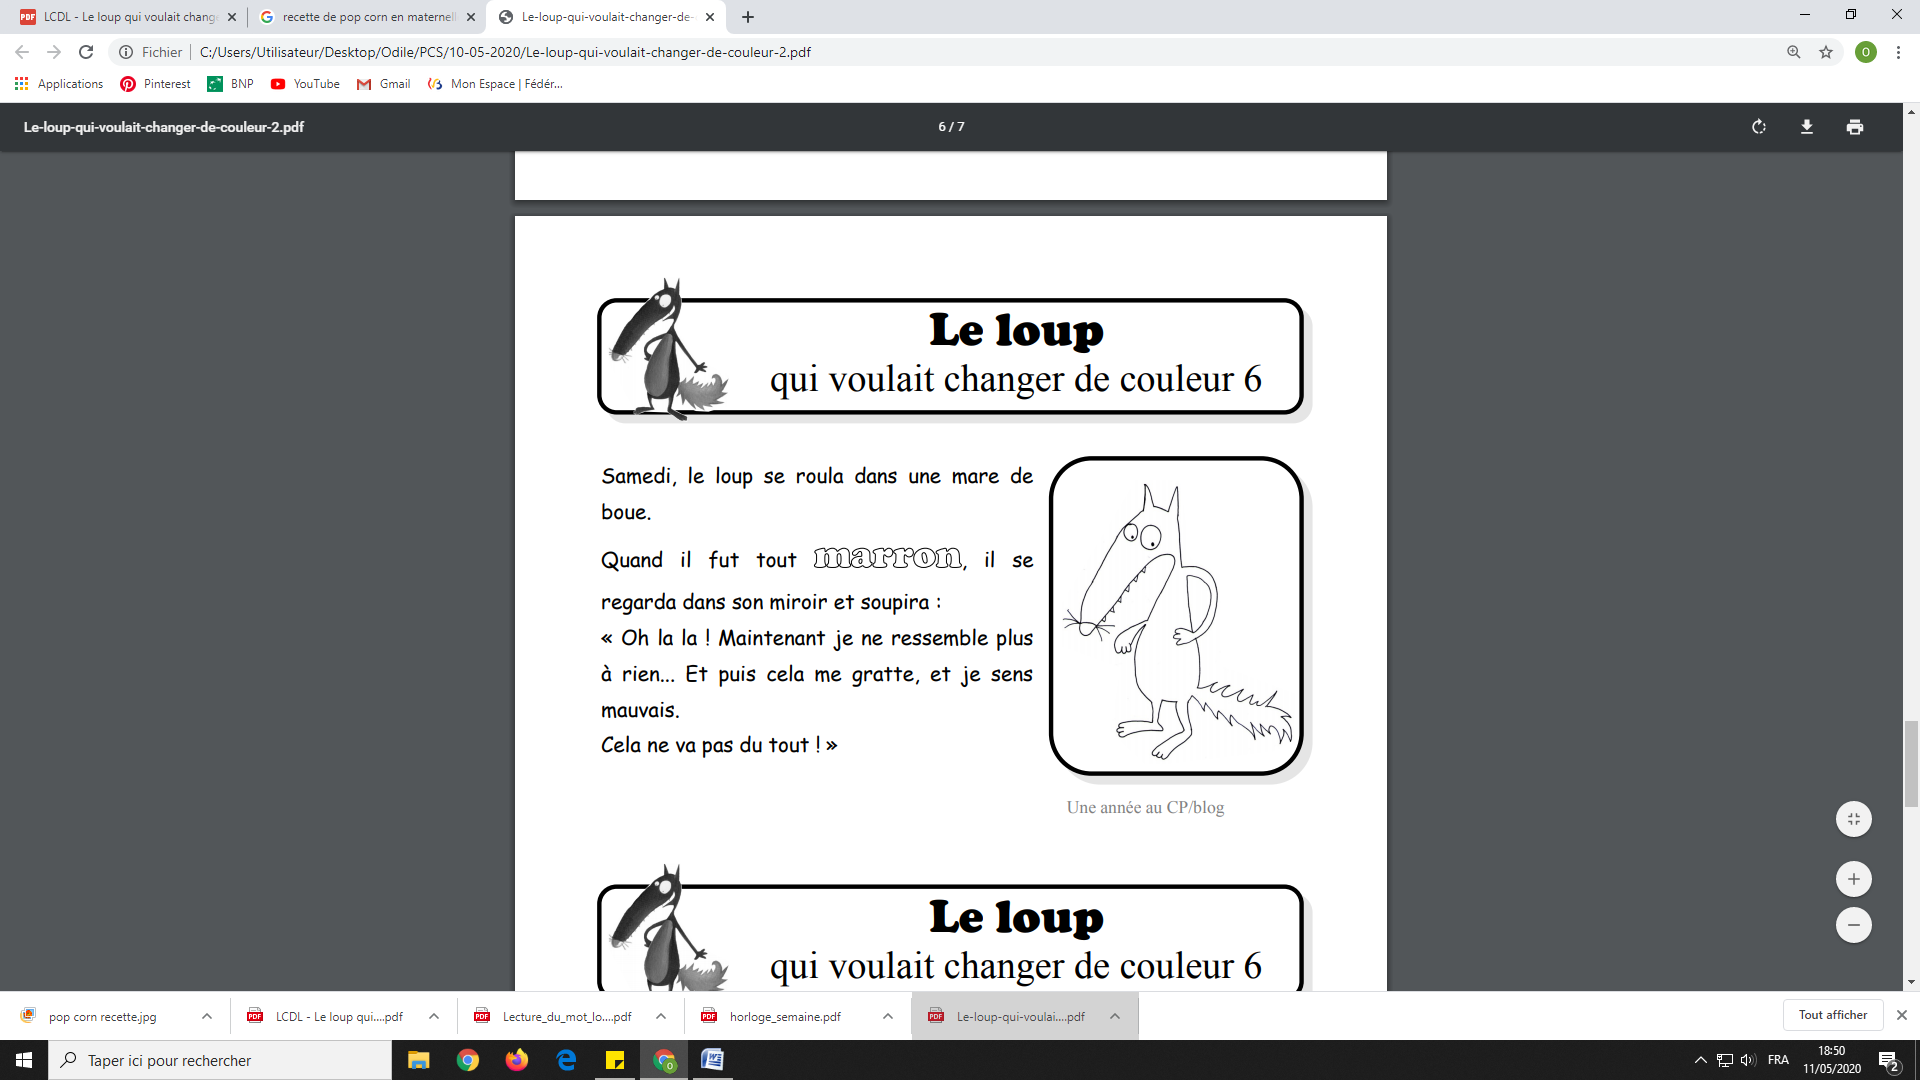 LCDL - Le loup qui voulait chang
recette de pop corn en maternell
Le-loup-qui-voulait-changer-de-
Fichier
C:/Users/Utilisateur/Desktop/Odile/PCS/10-05-2020/Le-loup-qui-voulait-changer-de-couleur-2.pdf
O
Applications
Pinterest
BNP
YouTube
Gmail
Mon Espace | Fédér...
Le-loup-qui-voulait-changer-de-couleur-2.pdf
6 / 7
Le loup
qui voulait changer de couleur 6
Samedi, le loup se roula dans une mare de
boue.
Quand il fut tout marron, il se
regarda dans son miroir et soupira :
« Oh la la ! Maintenant je ne ressemble plus
à rien... Et puis cela me gratte, et je sens
mauvais.
Cela ne va pas du tout ! »
Une année au CP/blog
Le loup
qui voulait changer de couleur 6
pop corn recette.jpg
LCDL - Le loup qui....pdf
Lecture_du_mot_lo....pdf
horloge_semaine.pdf
Le-loup-qui-voulai....pdf
Tout afficher
Taper ici pour rechercher
FRA
18:50
11/05/2020
2